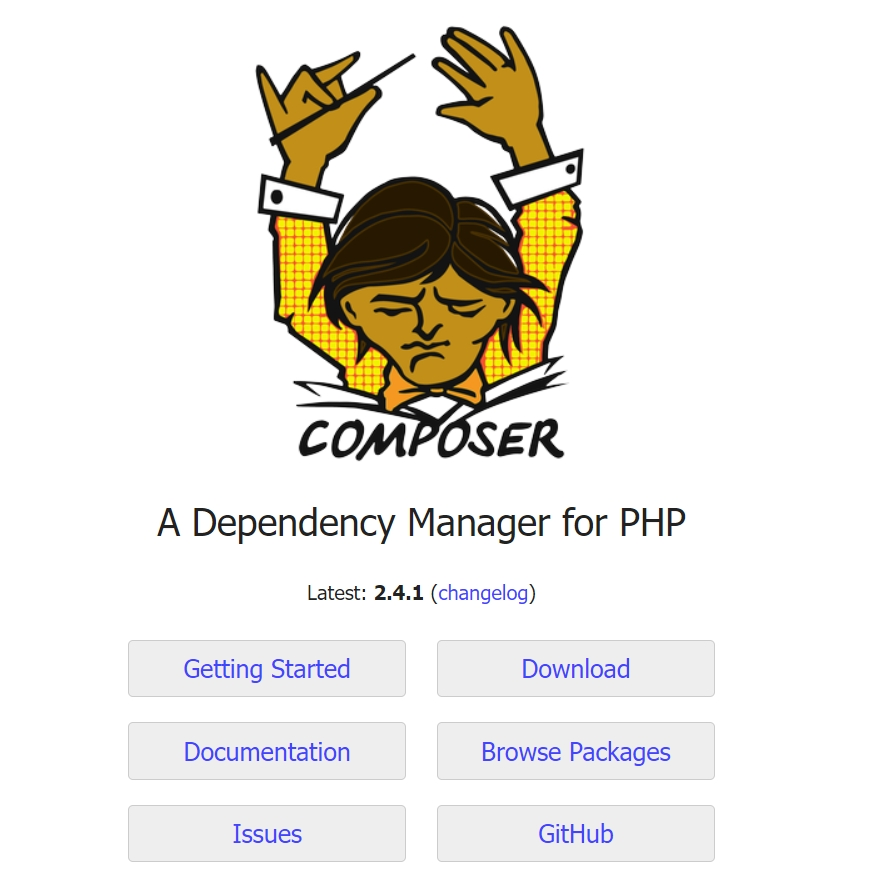 COMPOSER
A Dependency Manager for PHP
Latest: 2.4.1 (changelog)
Getting Started
Download
Documentation
Browse Packages
Issues
GitHub